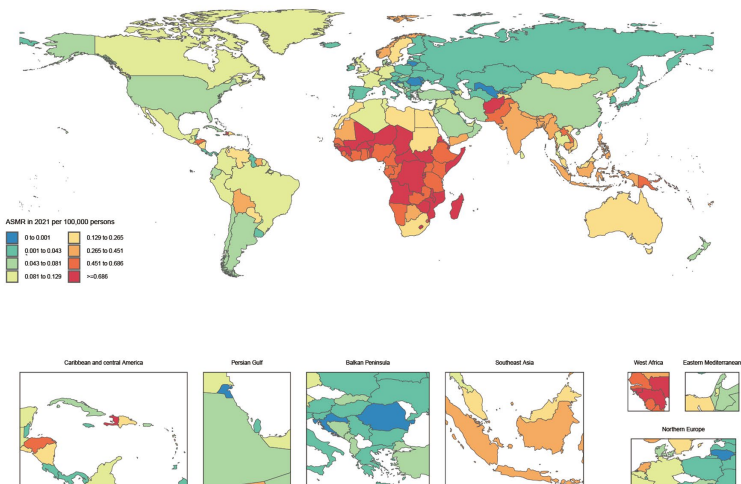 ASMR in 2021 per 100,000 persons
0 to 0.001
0.001 to 0.043
0.043 to 0.081
0.081 to 0.129
0.129 to 0.265
0.265 to 0.451
0.451 to 0.686
>=0.686
Caribbean and central America
Persian Gulf
Balkan Peninsula
Southeast Asia
West Africa
Eastern Mediterranean
Northern Europe